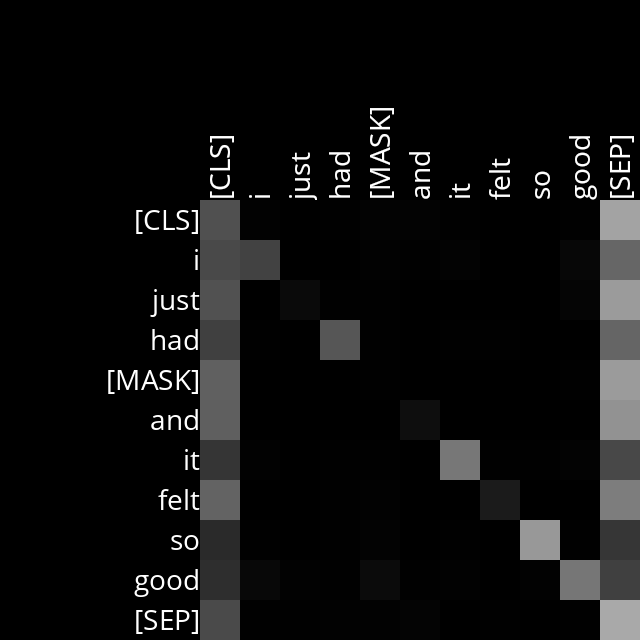 [CLS] i just had [MASK] and it felt so good [SEP]
[CLS]
i
just
had
[MASK]
and
it
felt
so
good
[SEP]